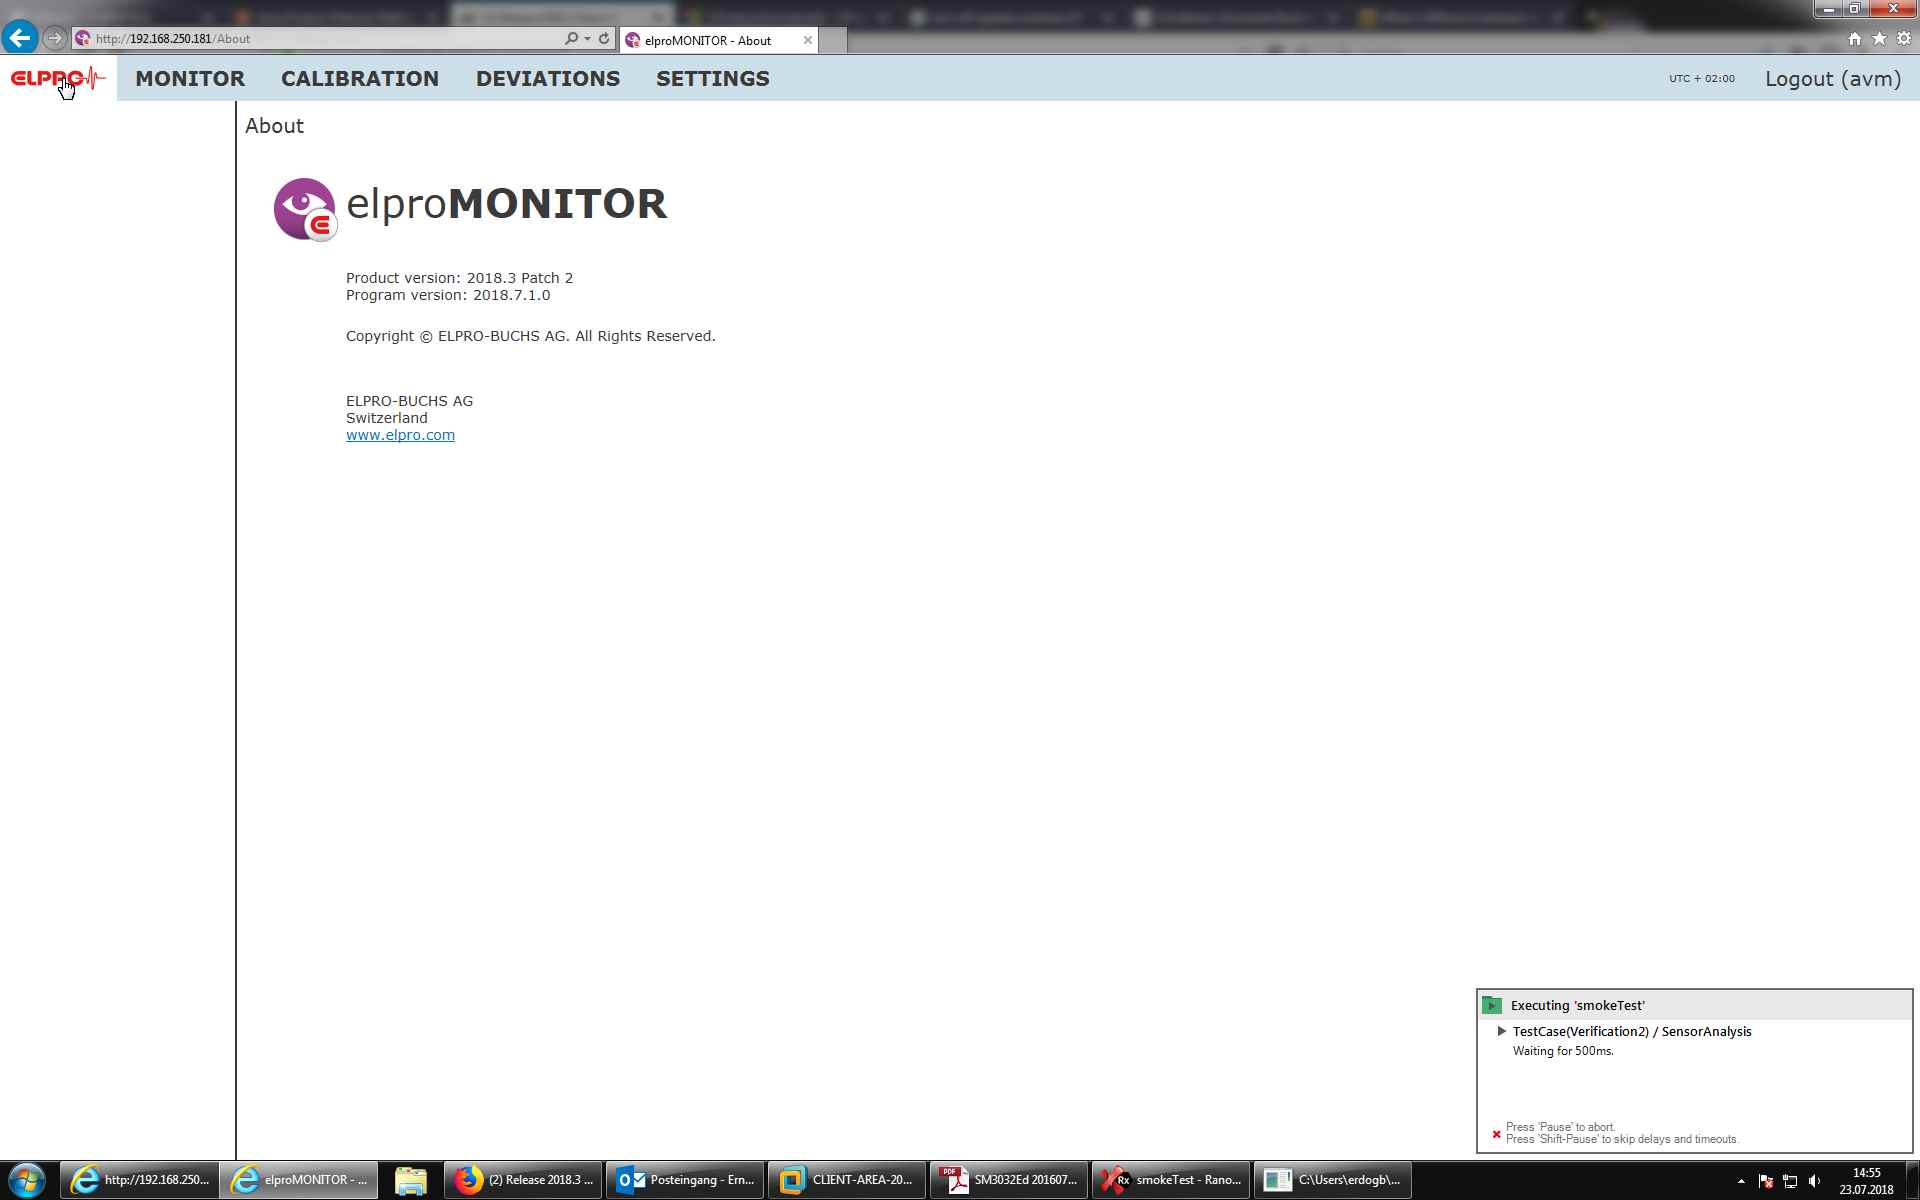 http://192.168.250.181/About
elproMONITOR - About
ELPRO
MONITOR
CALIBRATION
DEVIATIONS
SETTINGS
UTC + 02:00
Logout (avm)
About
elproMONITOR
Product version: 2018.3 Patch 2
Program version: 2018.7.1.0
Copyright © ELPRO-BUCHS AG. All Rights Reserved.
ELPRO-BUCHS AG
Switzerland
www.elpro.com
Executing 'smokeTest'
TestCase(Verification2) / SensorAnalysis
Waiting for 500ms.
Press 'Pause' to abort.
Press 'Shift-Pause' to skip delays and timeouts.
http://192.168.250...
elproMONITOR - ...
(2) Release 2018.3 ...
Posteingang - Ern...
CLIENT-AREA-20...
SM3032Ed 201607...
smokeTest - Rano...
C:\Users\erdogb\...
14:55
23.07.2018